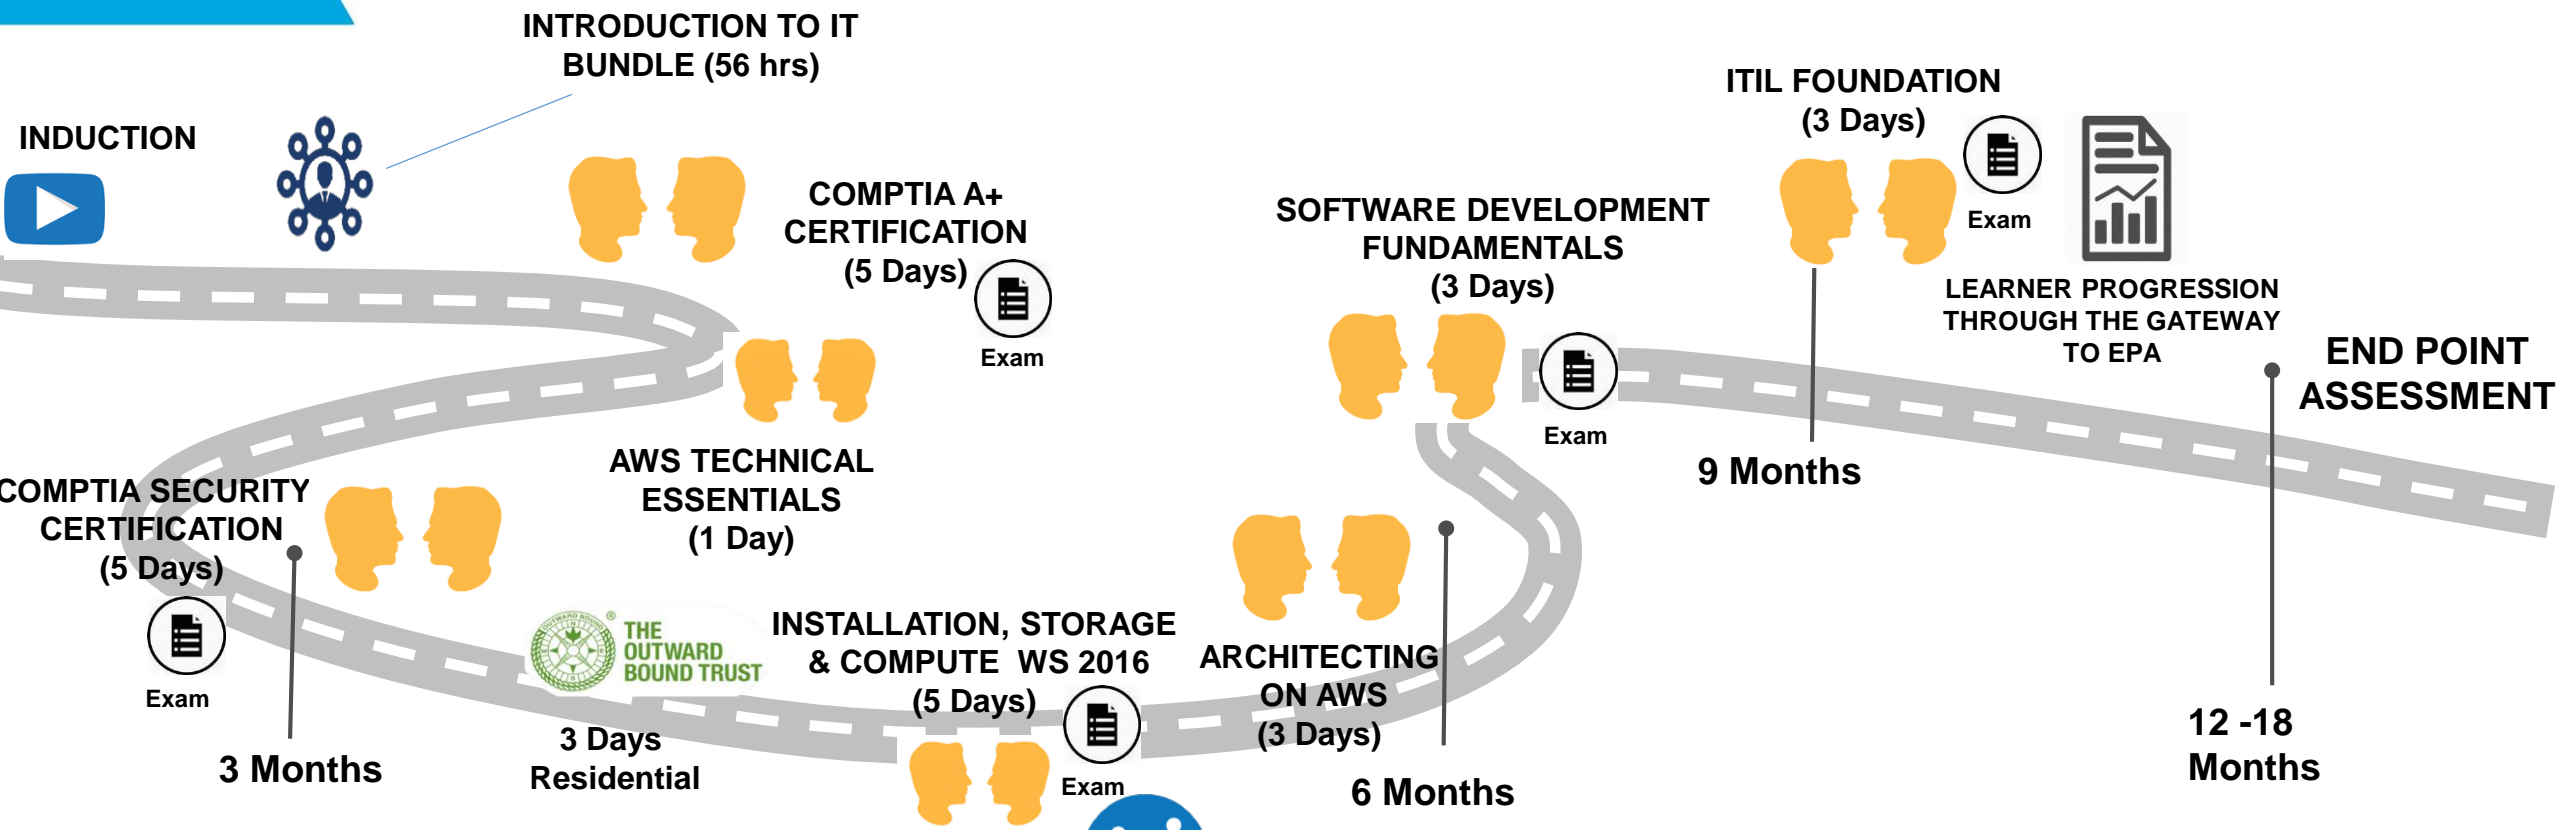 INTRODUCTION TO IT
BUNDLE (56 hrs)
INDUCTION
COMPTIA A+
CERTIFICATION
(5 Days)
Exam
AWS TECHNICAL
ESSENTIALS
(1 Day)
COMPTIA SECURITY
CERTIFICATION
(5 Days)
Exam
3 Months
OUTWARD BOUND
®
THE
OUTWARD
BOUND TRUST
3 Days
Residential
INSTALLATION, STORAGE
& COMPUTE WS 2016
(5 Days)
Exam
ARCHITECTING
ON AWS
(3 Days)
6 Months
SOFTWARE DEVELOPMENT
FUNDAMENTALS
(3 Days)
Exam
ITIL FOUNDATION
(3 Days)
Exam
9 Months
LEARNER PROGRESSION
THROUGH THE GATEWAY
TO EPA
END POINT
ASSESSMENT
12 -18
Months